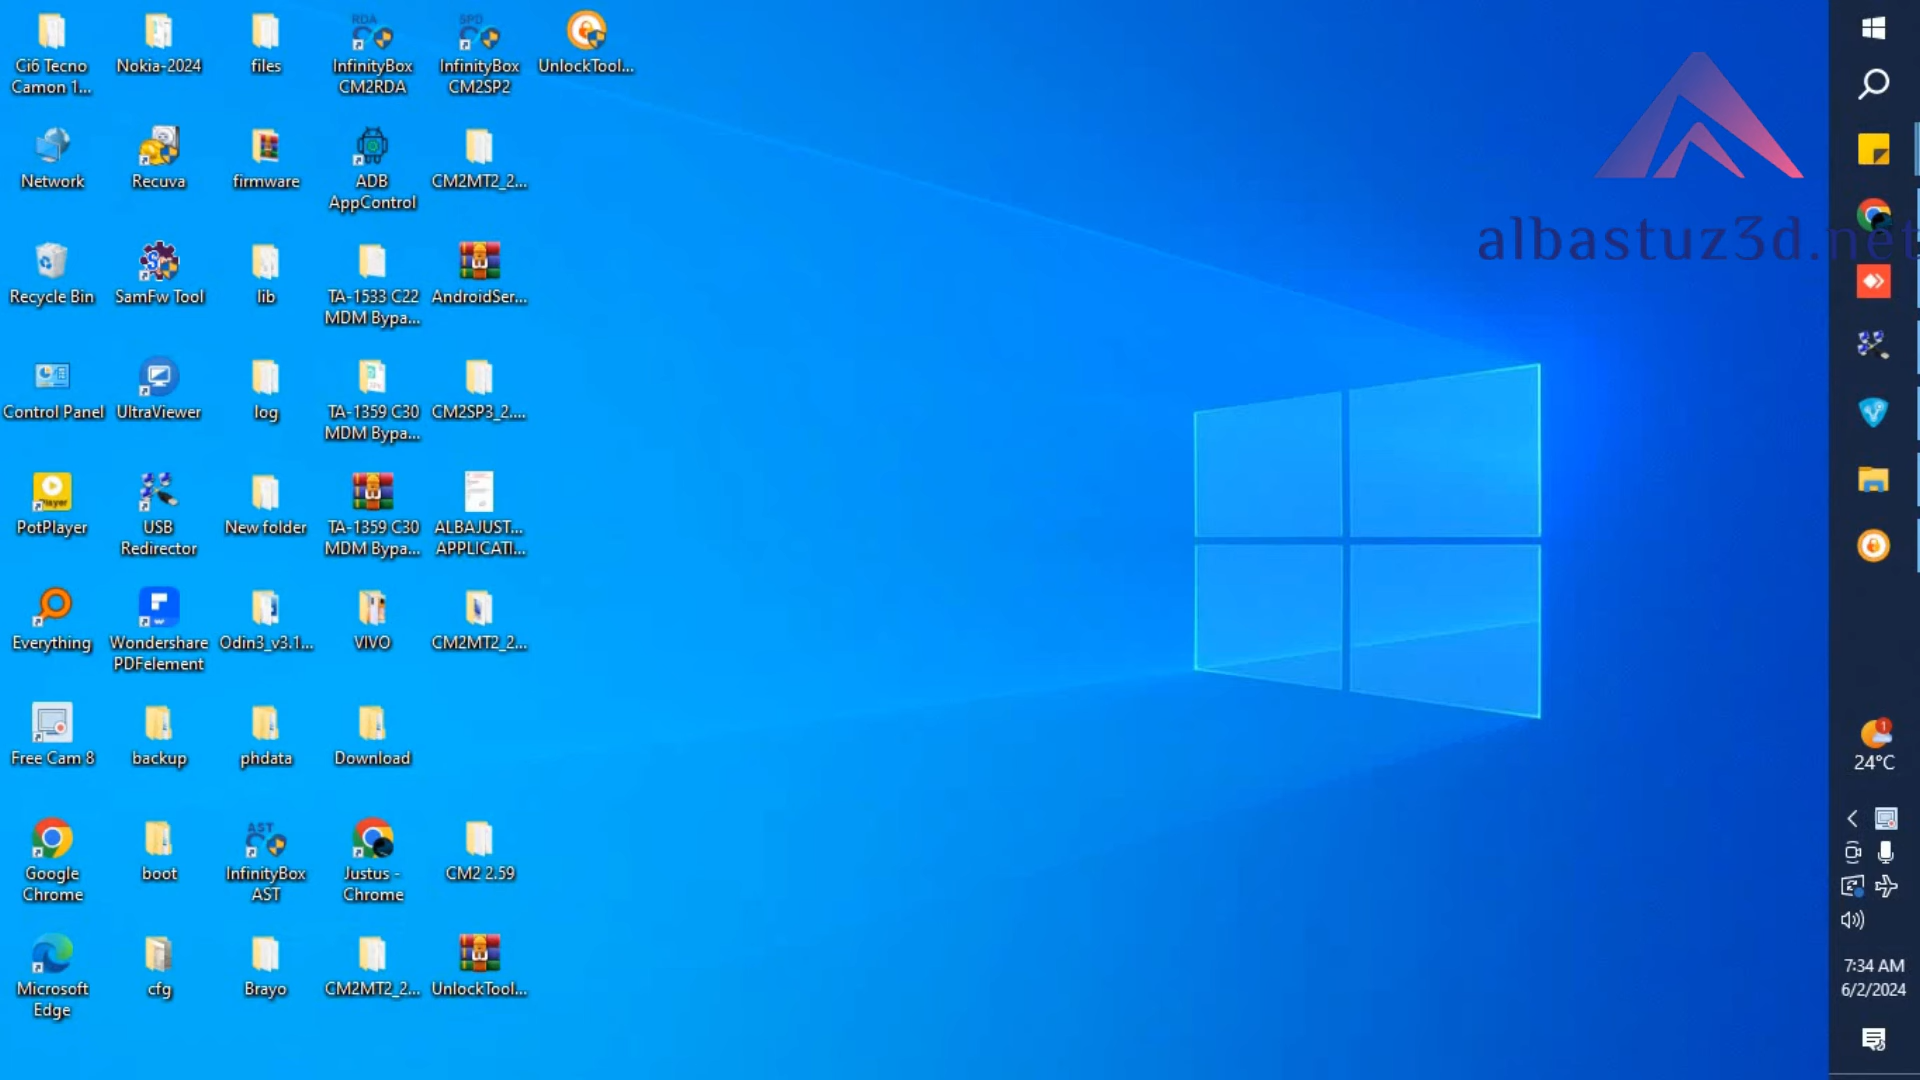 Ci6 Tecno
Camon 1...
Nokia-2024
files
RDA
InfinityBox
CM2RDA
SPD
InfinityBox
CM2SP2
UnlockTool...
Network
Recuva
firmware
ADB
AppControl
CM2MT2_2...
Recycle Bin
SamFw Tool
lib
TA-1533 C22
MDM Bypa...
AndroidSer...
Control Panel
UltraViewer
log
TA-1359 C30
MDM Bypa...
CM2SP3_2....
PotPlayer
USB
Redirector
New folder
TA-1359 C30
MDM Bypa...
ALBAJUST...
APPLICATI...
Everything
Wondershare
PDFelement
Odin3_v3.1...
VIVO
CM2MT2_2...
Free Cam 8
backup
phdata
Download
Google
Chrome
boot
AST
InfinityBox
AST
Justus -
Chrome
CM2 2.59
Microsoft
Edge
cfg
Brayo
CM2MT2_2...
UnlockTool...
albastuz3d.net
1
24°C
7:34 AM
6/2/2024